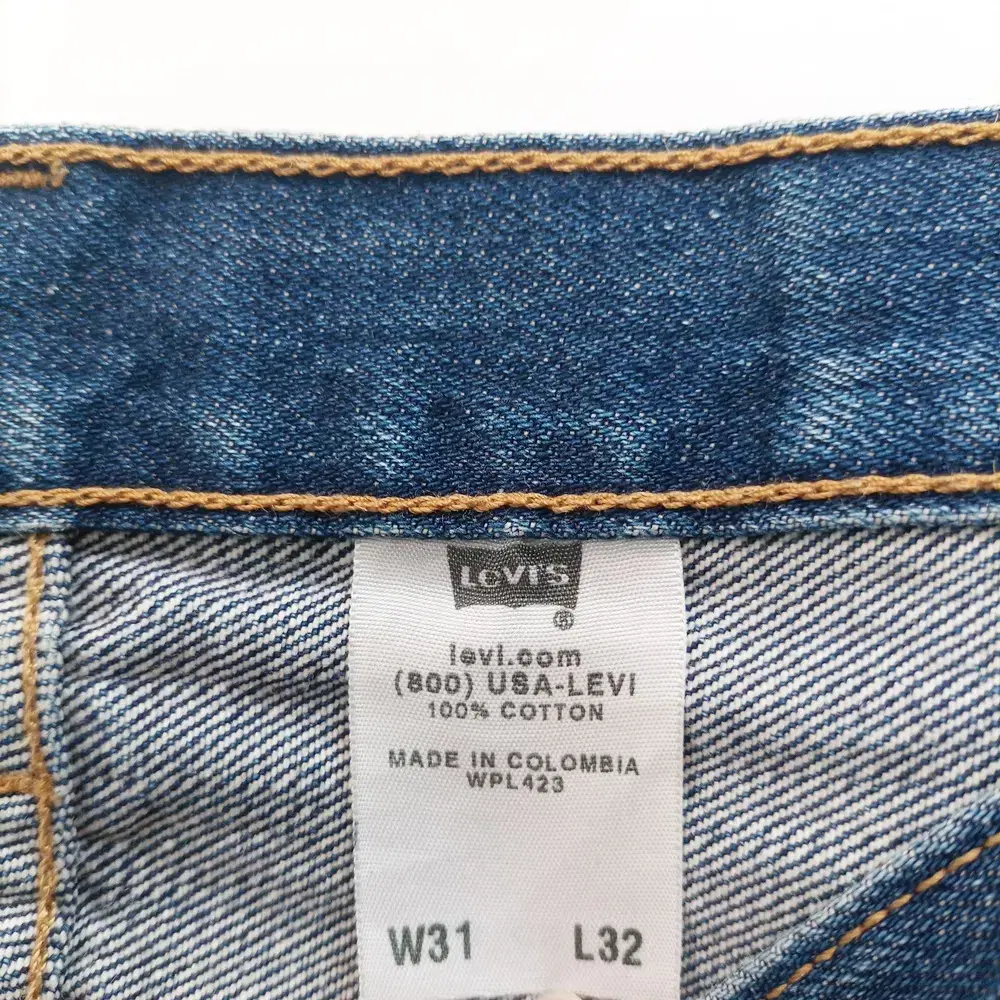 LEVI'S
®
levi.com
(800) USA-LEVI
100% COTTON
MADE IN COLOMBIA
WPL423
W31 L32